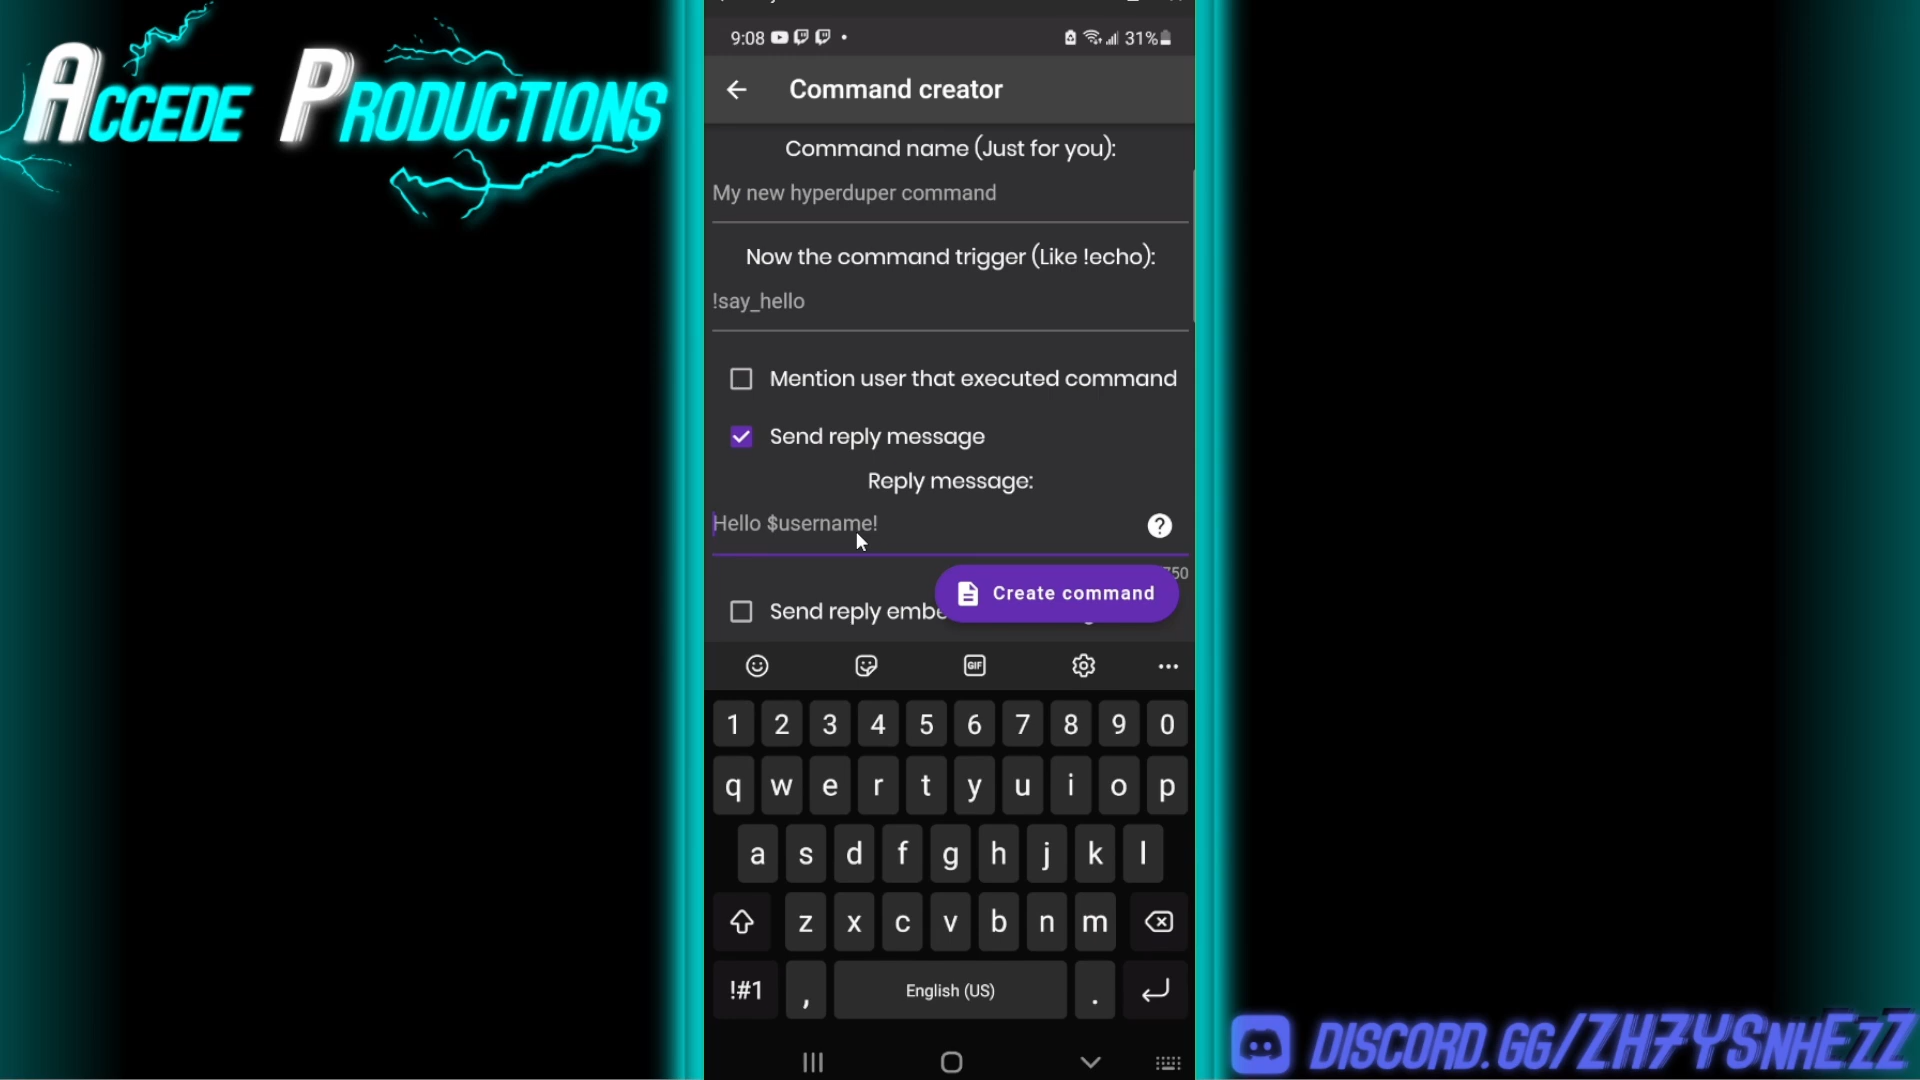 ACCEDE PRODUCTIONS
9:08
31%
Command creator
Command name (Just for you):
My new hyperduper command
Now the command trigger (Like !echo):
!say_hello
Mention user that executed command
Send reply message
Reply message:
Hello $username!
?
750
Create command
Send reply embe
GIF
1 2 3 4 5 6 7 8 9 0
q w e r t y u i o p
a s d f g h j k l
z x c v b n m
!#1 , English (US) .
DISCORD.GG/ZH7YSNHEZZ